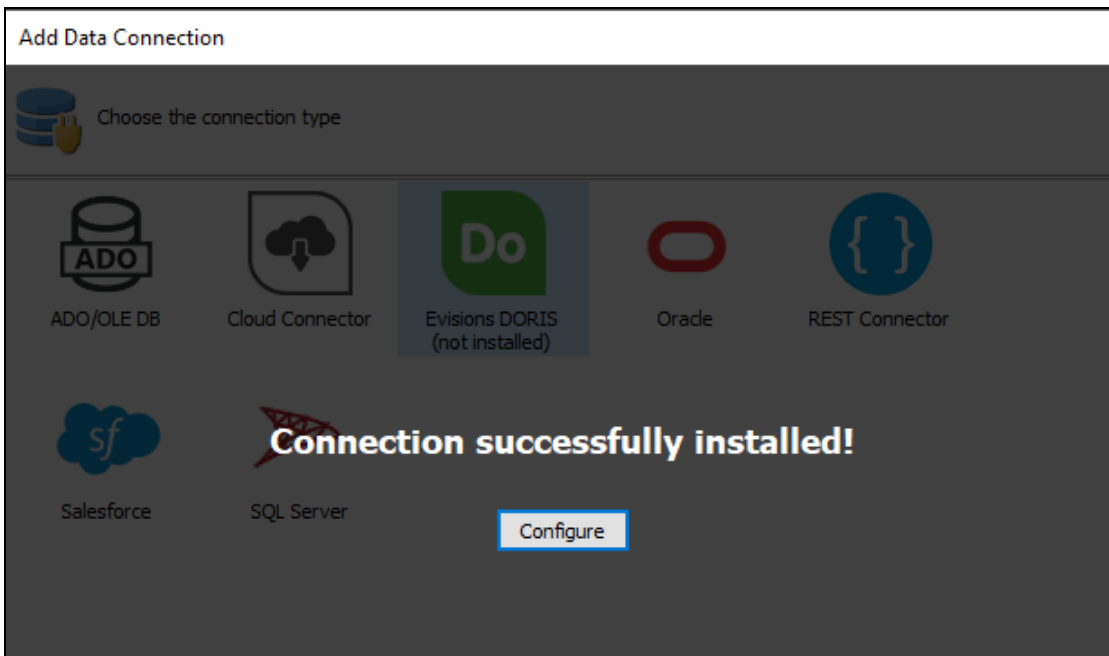 Add Data Connection
Choose the connection type
ADO
Do
{ }
ADO/OLE DB
Cloud Connector
Evisions DORIS
(not installed)
Oracle
REST Connector
sf
Connection successfully installed!
Salesforce
SQL Server
Configure